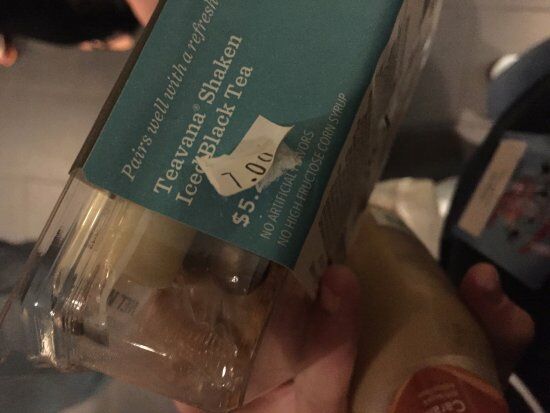 Pairs well with a refresh
Teavana® Shaken
Iced Black Tea
7.00
$5.
NO ARTIFICIAL FLAVORS
NO HIGH-FRUCTOSE CORN SYRUP